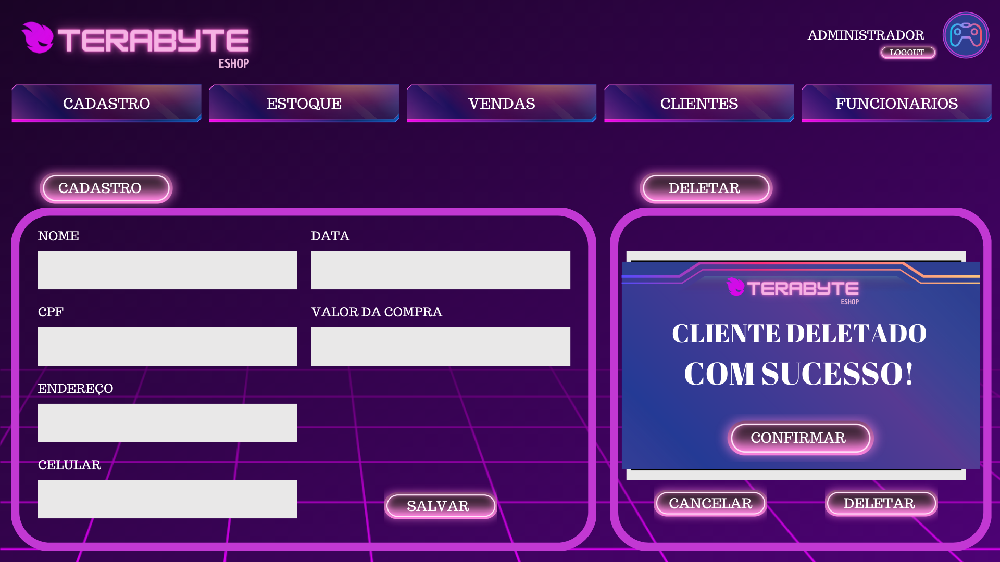 TERABYTE
ESHOP
ADMINISTRADOR
LOGOUT
CADASTRO
ESTOQUE
VENDAS
CLIENTES
FUNCIONARIOS
CADASTRO
NOME
DATA
CPF
VALOR DA COMPRA
ENDEREÇO
CELULAR
SALVAR
DELETAR
TERABYTE
ESHOP
CLIENTE DELETADO
COM SUCESSO!
CONFIRMAR
CANCELAR
DELETAR